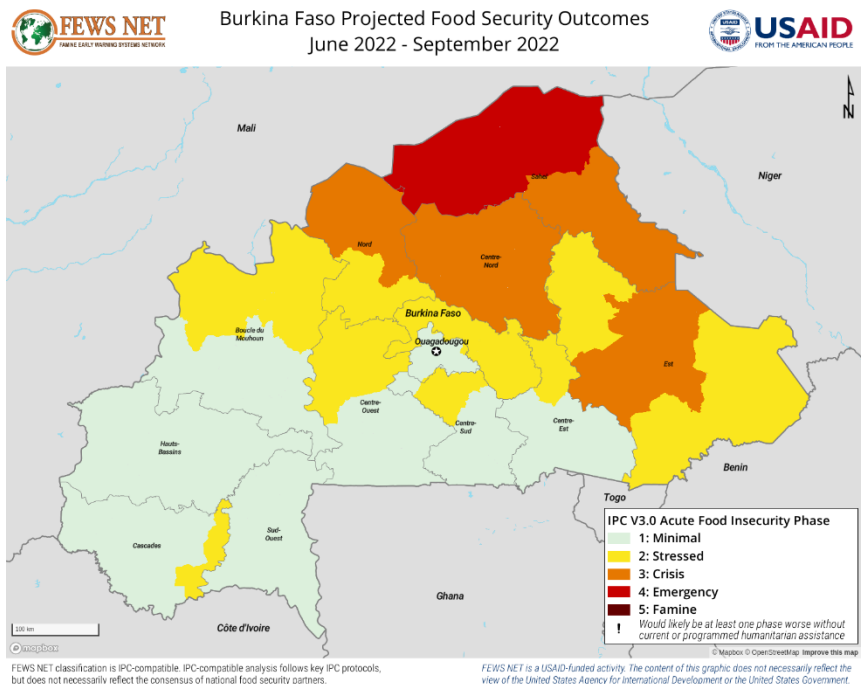 FEWS NET
FAMINE EARLY WARNING SYSTEMS NETWORK
Burkina Faso Projected Food Security Outcomes
June 2022 - September 2022
USAID
FROM THE AMERICAN PEOPLE
N
Mali
Niger
Sahel
Nord
Centre-
Nord
Burkina Faso
Boucle du
Mouhoun
Ouagadougou
Est
Centre-
Ouest
Centre-
Sud
Centre-
Est
Hauts-
Bassins
Benin
Togo
Sud-
Ouest
Cascades
Ghana
Côte d'Ivoire
100 km
mapbox
IPC V3.0 Acute Food Insecurity Phase
1: Minimal
2: Stressed
3: Crisis
4: Emergency
5: Famine
! Would likely be at least one phase worse without
current or programmed humanitarian assistance
© Mapbox © OpenStreetMap Improve this map
FEWS NET classification is IPC-compatible. IPC-compatible analysis follows key IPC protocols,
but does not necessarily reflect the consensus of national food security partners.
FEWS NET is a USAID-funded activity. The content of this graphic does not necessarily reflect the
view of the United States Agency for International Development or the United States Government.